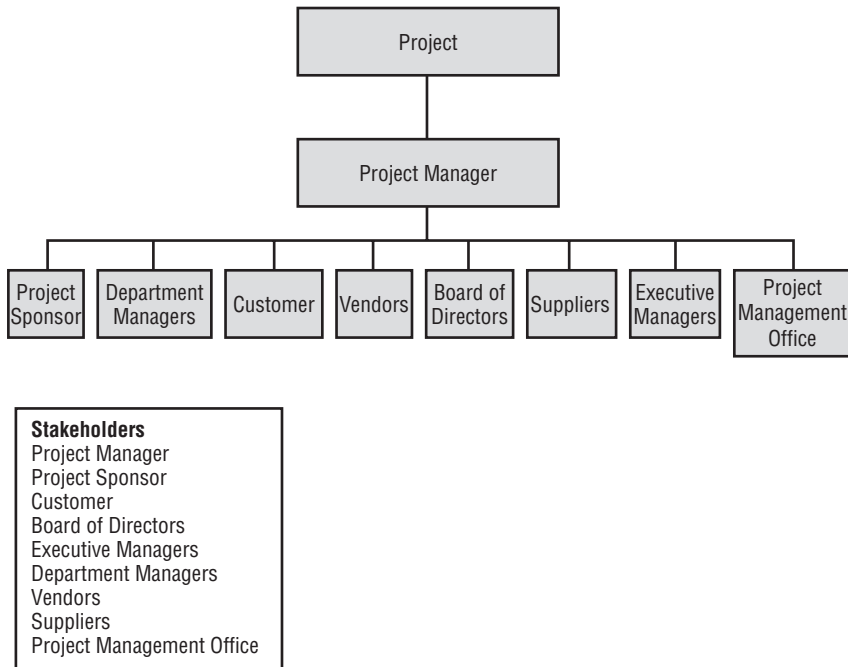 Project
Project Manager
Project
Sponsor
Department
Managers
Customer
Vendors
Board of
Directors
Suppliers
Executive
Managers
Project
Management
Office
Stakeholders
Project Manager
Project Sponsor
Customer
Board of Directors
Executive Managers
Department Managers
Vendors
Suppliers
Project Management Office